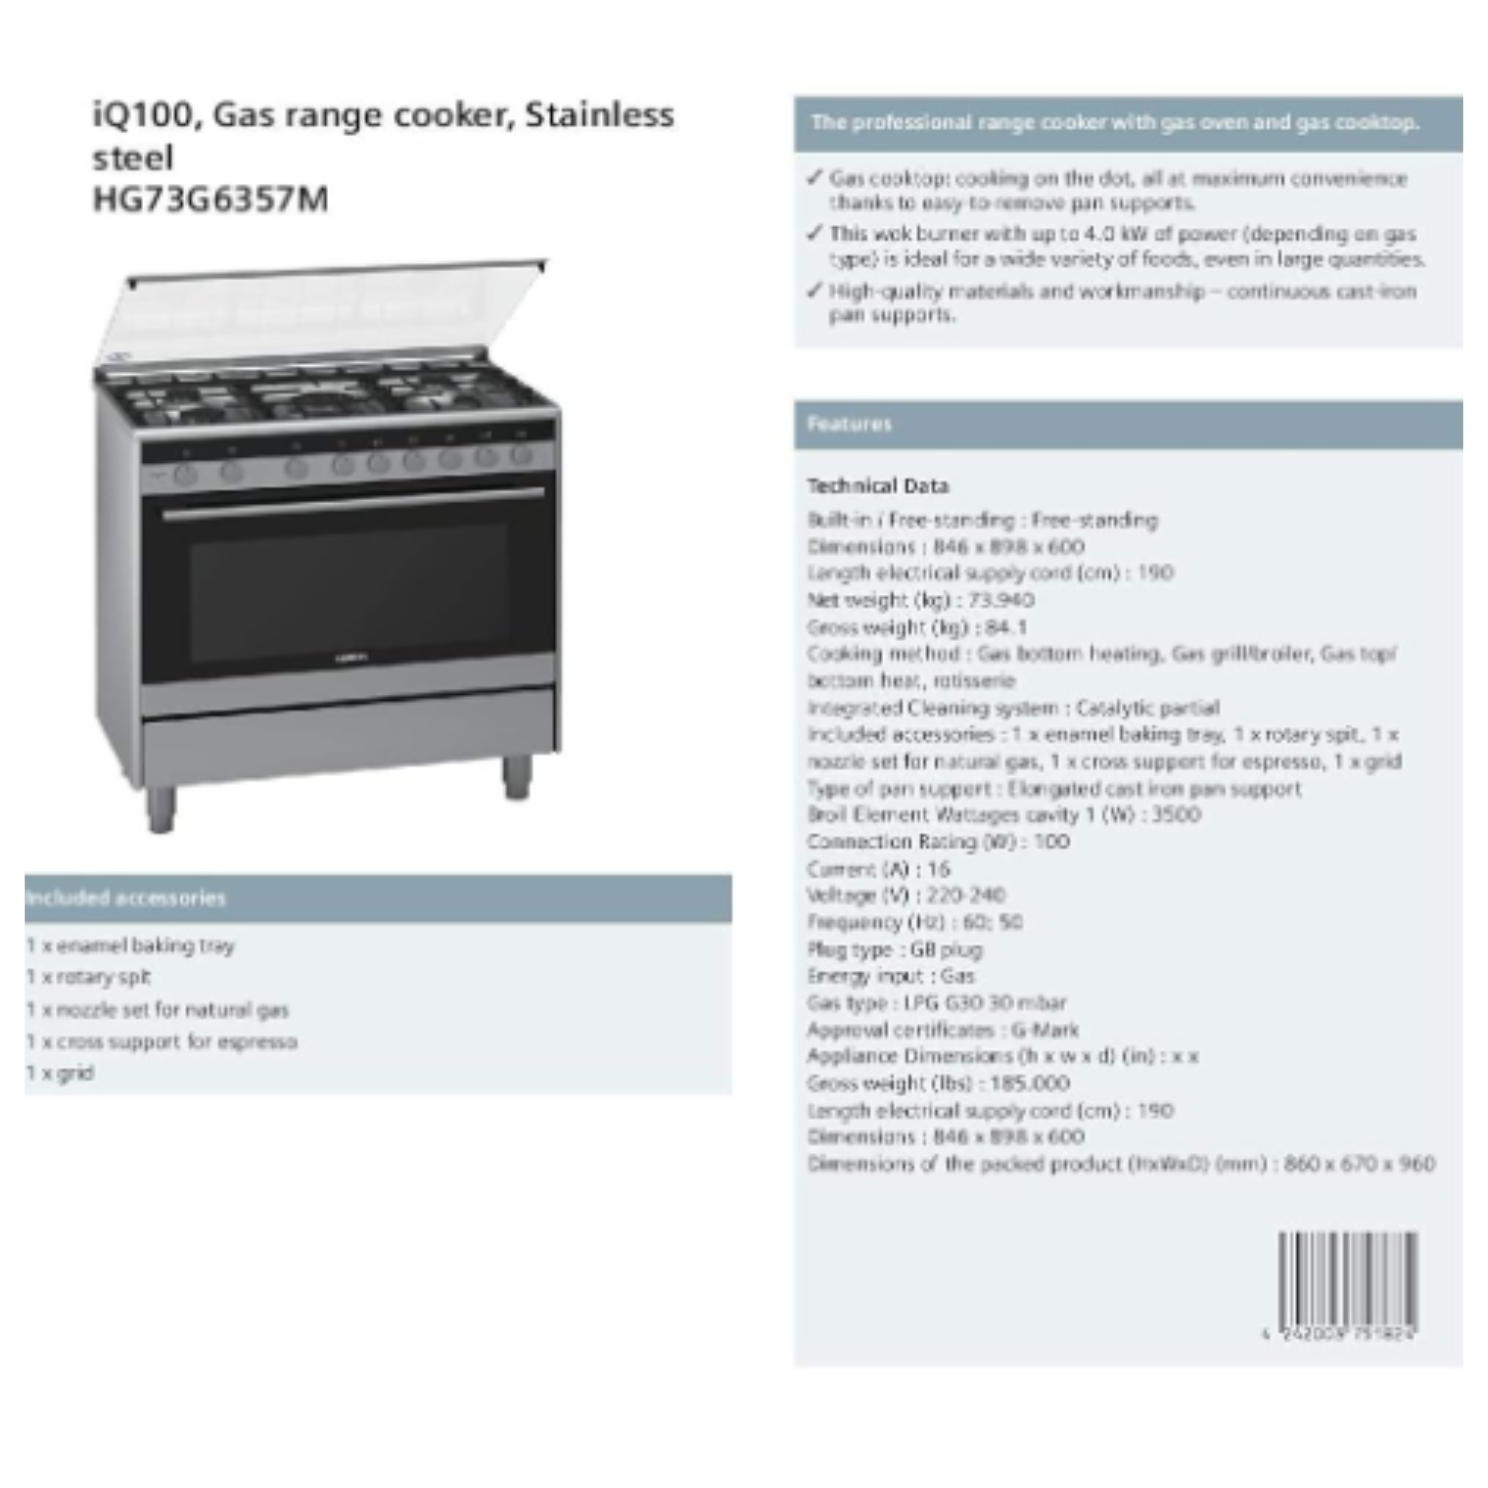 iQ100, Gas range cooker, Stainless
steel
HG73G6357M
Included accessories
1 x enamel baking tray
1 x rotary spit
1 x nozzle set for natural gas
1 x cross support for espresso
1 x grid
The professional range cooker with gas oven and gas cooktop.
✓ Gas cooktop: cooking on the dot, all at maximum convenience
thanks to easy-to-remove pan supports.
✓ This wok burner with up to 4.0 kW of power (depending on gas
type) is ideal for a wide variety of foods, even in large quantities.
✓ High-quality materials and workmanship – continuous cast-iron
pan supports.
Features
Technical Data
Built-in / Free-standing : Free-standing
Dimensions : 846 x 898 x 600
Length electrical supply cord (cm) : 190
Net weight (kg) : 73.940
Gross weight (kg) : 84.1
Cooking method : Gas bottom heating, Gas grill/broiler, Gas top/
bottom heat, rotisserie
Integrated Cleaning system : Catalytic partial
Included accessories : 1 x enamel baking tray, 1 x rotary spit, 1 x
nozzle set for natural gas, 1 x cross support for espresso, 1 x grid
Type of pan support : Elongated cast iron pan support
Broil Element Wattages cavity 1 (W) : 3500
Connection Rating (W) : 100
Current (A) : 16
Voltage (V) : 220-240
Frequency (Hz) : 60; 50
Plug type : GB plug
Energy input : Gas
Gas type : LPG G30 30 mbar
Approval certificates : G-Mark
Appliance Dimensions (h x w x d) (in) : x x
Gross weight (lbs) : 185.000
Length electrical supply cord (cm) : 190
Dimensions : 846 x 898 x 600
Dimensions of the packed product (HxWxD) (mm) : 860 x 670 x 960
4 242003 751824